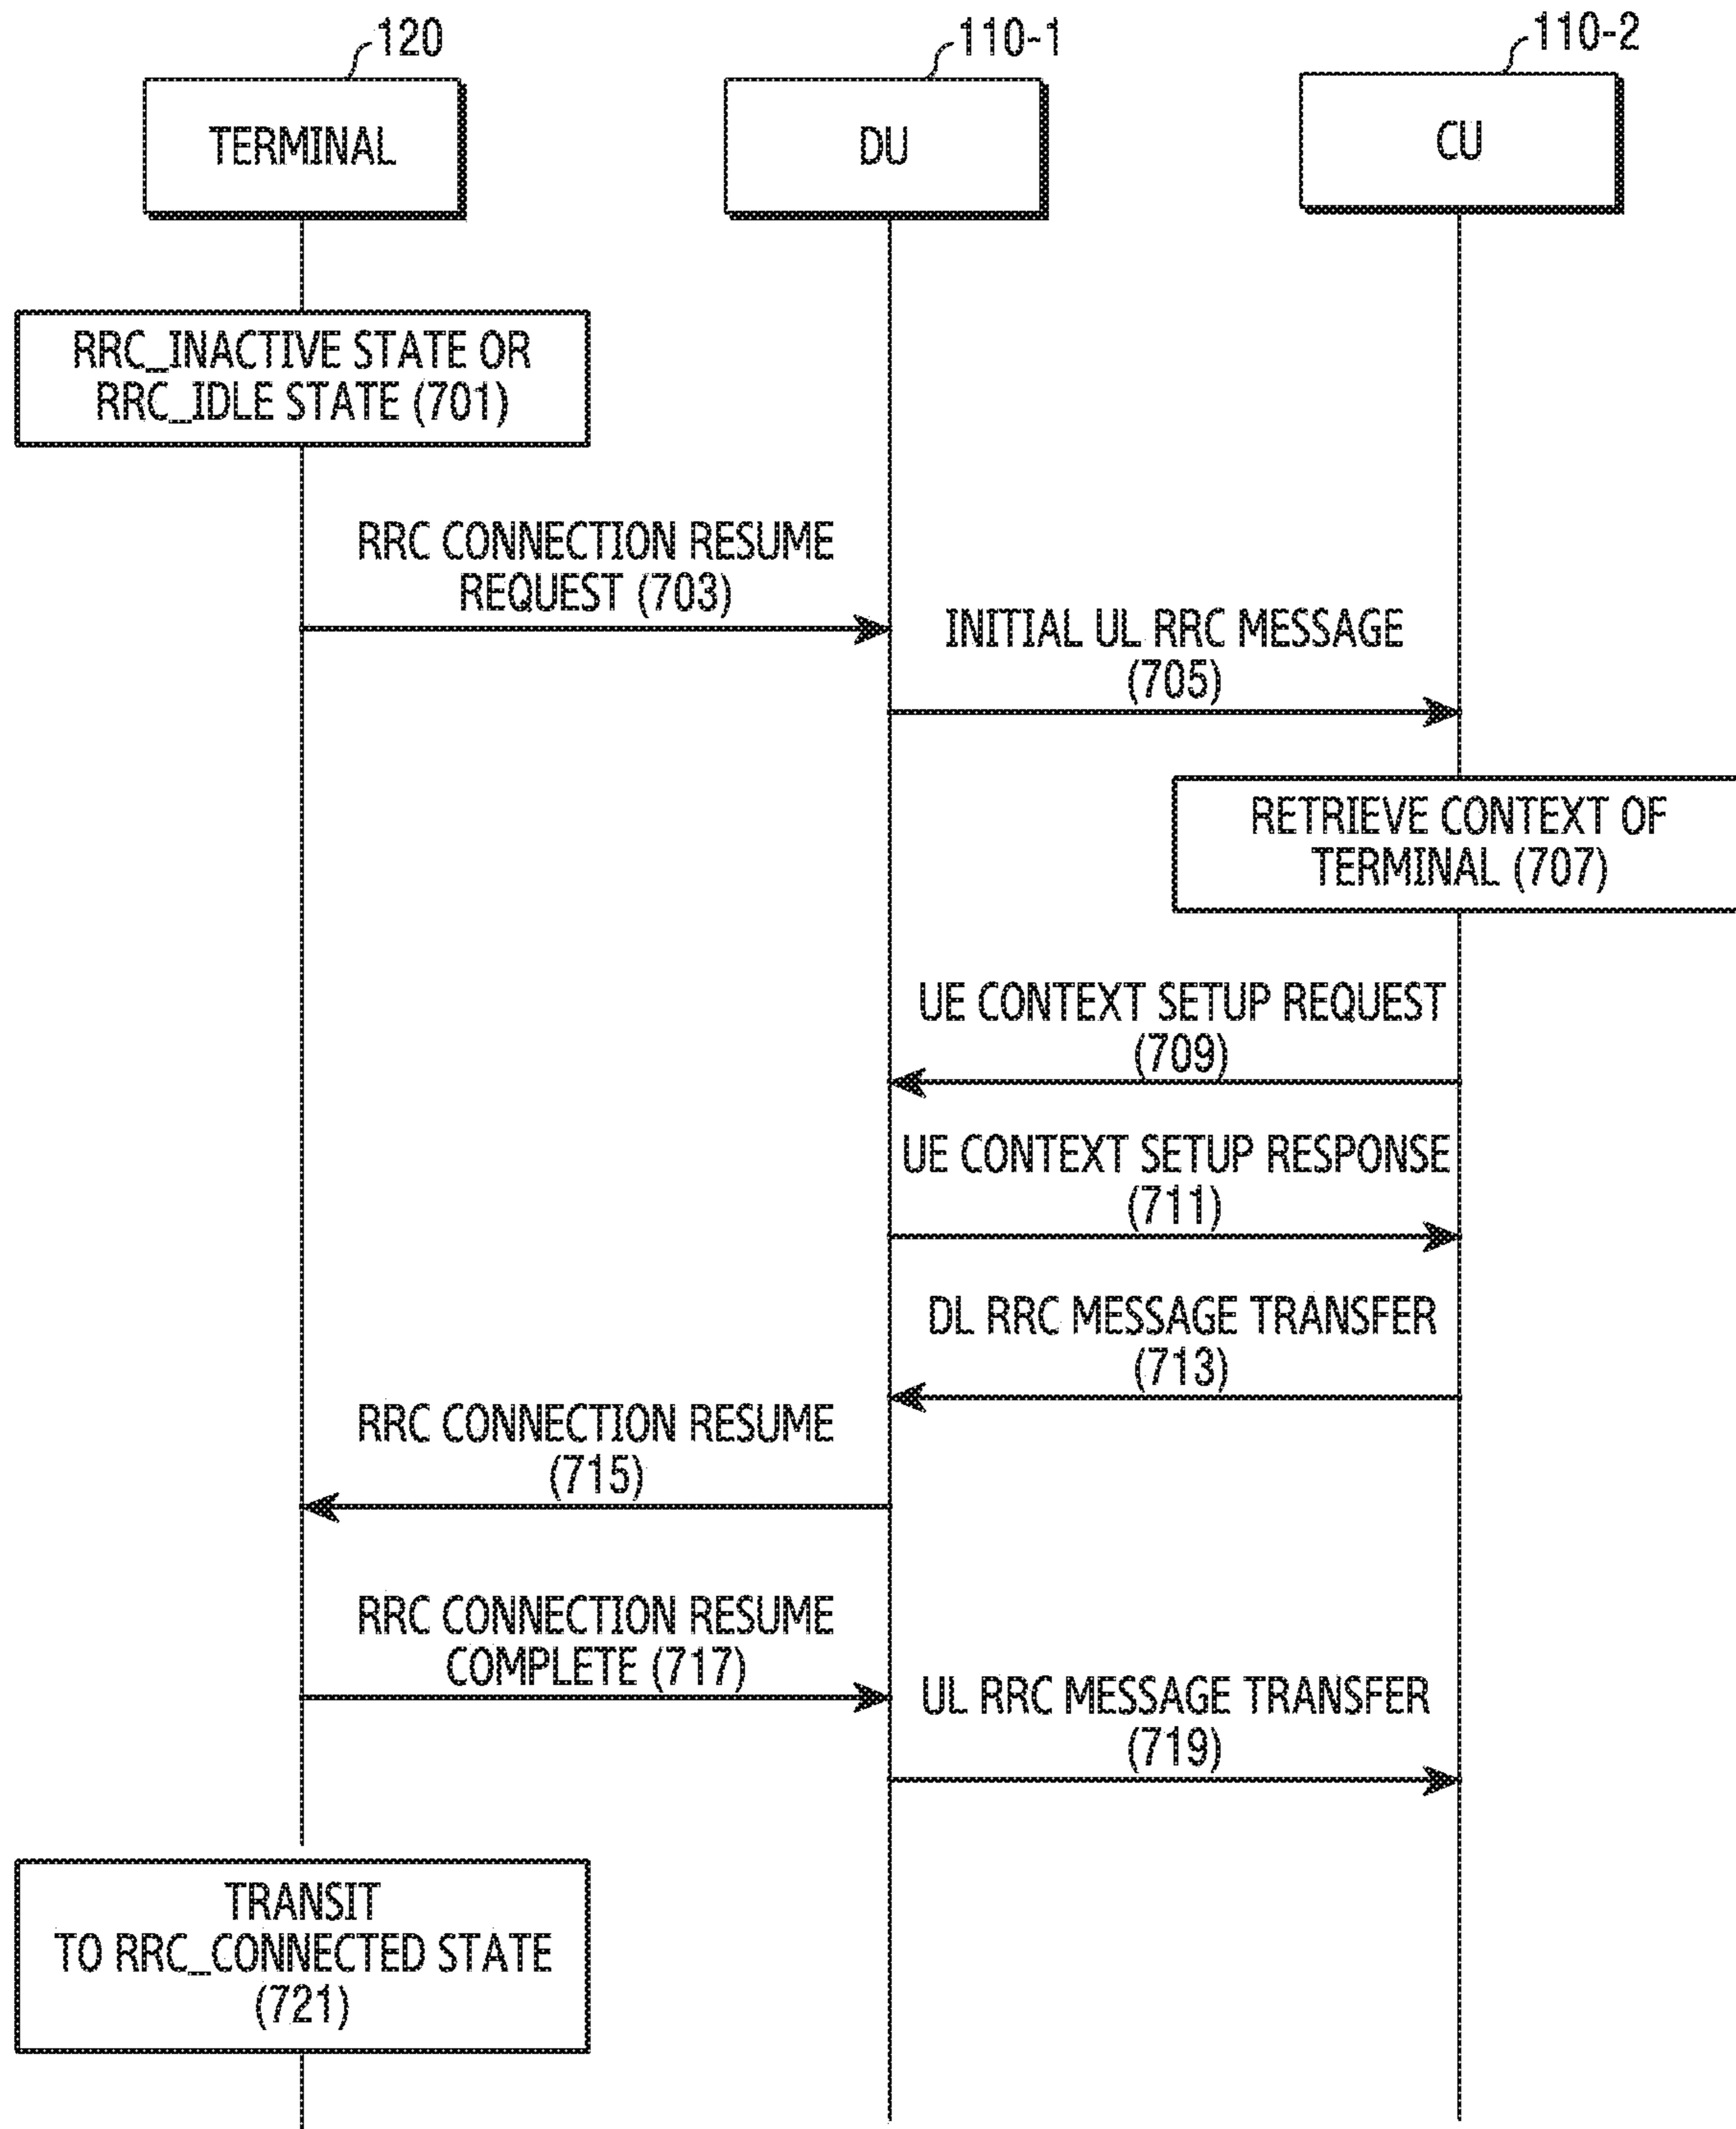 120
110-1
110-2
TERMINAL
DU
CU
RRC_INACTIVE STATE OR
RRC_IDLE STATE (701)
RRC CONNECTION RESUME
REQUEST (703)
INITIAL UL RRC MESSAGE
(705)
RETRIEVE CONTEXT OF
TERMINAL (707)
UE CONTEXT SETUP REQUEST
(709)
UE CONTEXT SETUP RESPONSE
(711)
DL RRC MESSAGE TRANSFER
(713)
RRC CONNECTION RESUME
(715)
RRC CONNECTION RESUME
COMPLETE (717)
UL RRC MESSAGE TRANSFER
(719)
TRANSIT
TO RRC_CONNECTED STATE
(721)